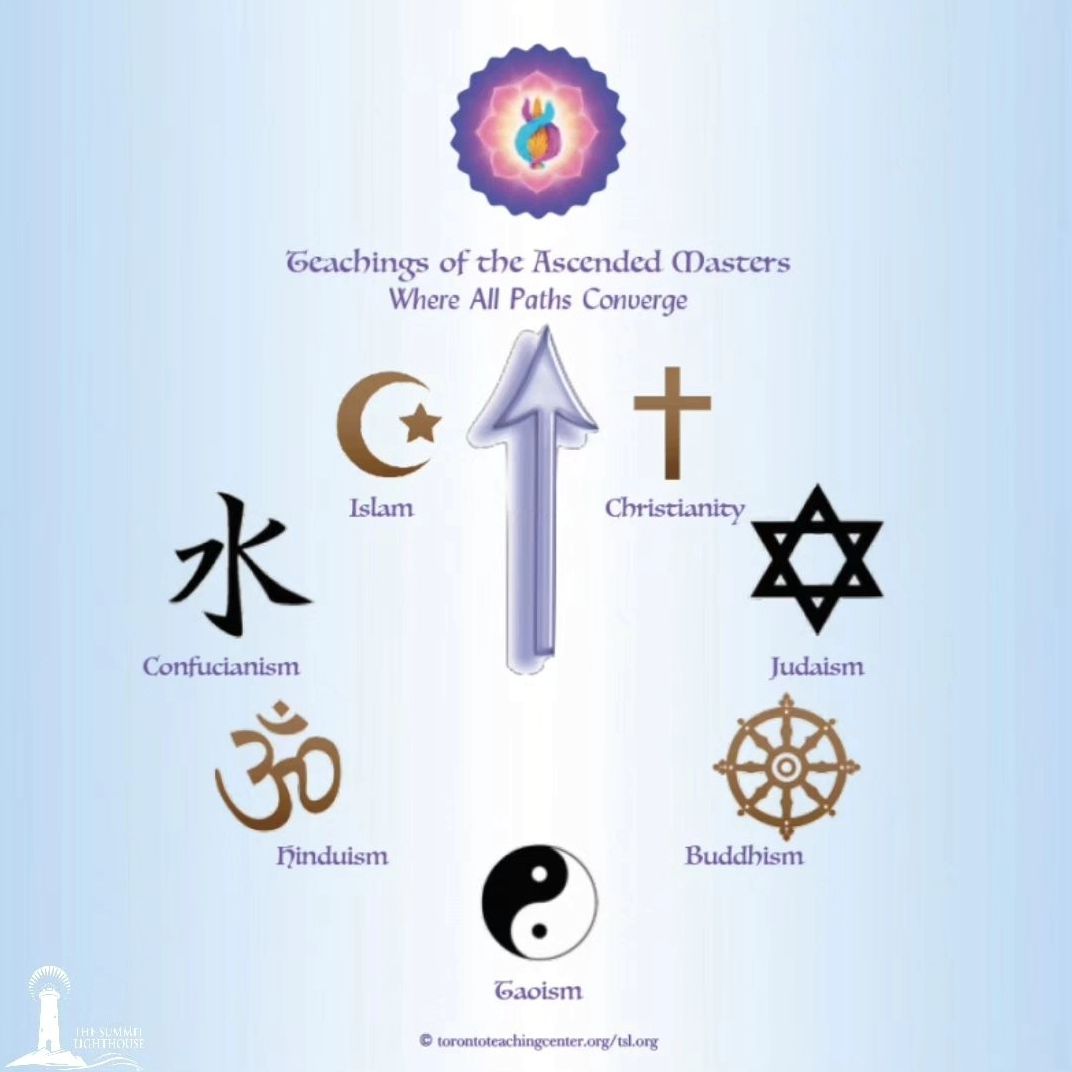 Teachings of the Ascended Masters
Where All Paths Converge
Islam
Christianity
水
Confucianism
Judaism
ॐ
Hinduism
Buddhism
Taoism
THE SUMMIT
LIGHTHOUSE
© torontoteachingcenter.org/tsl.org